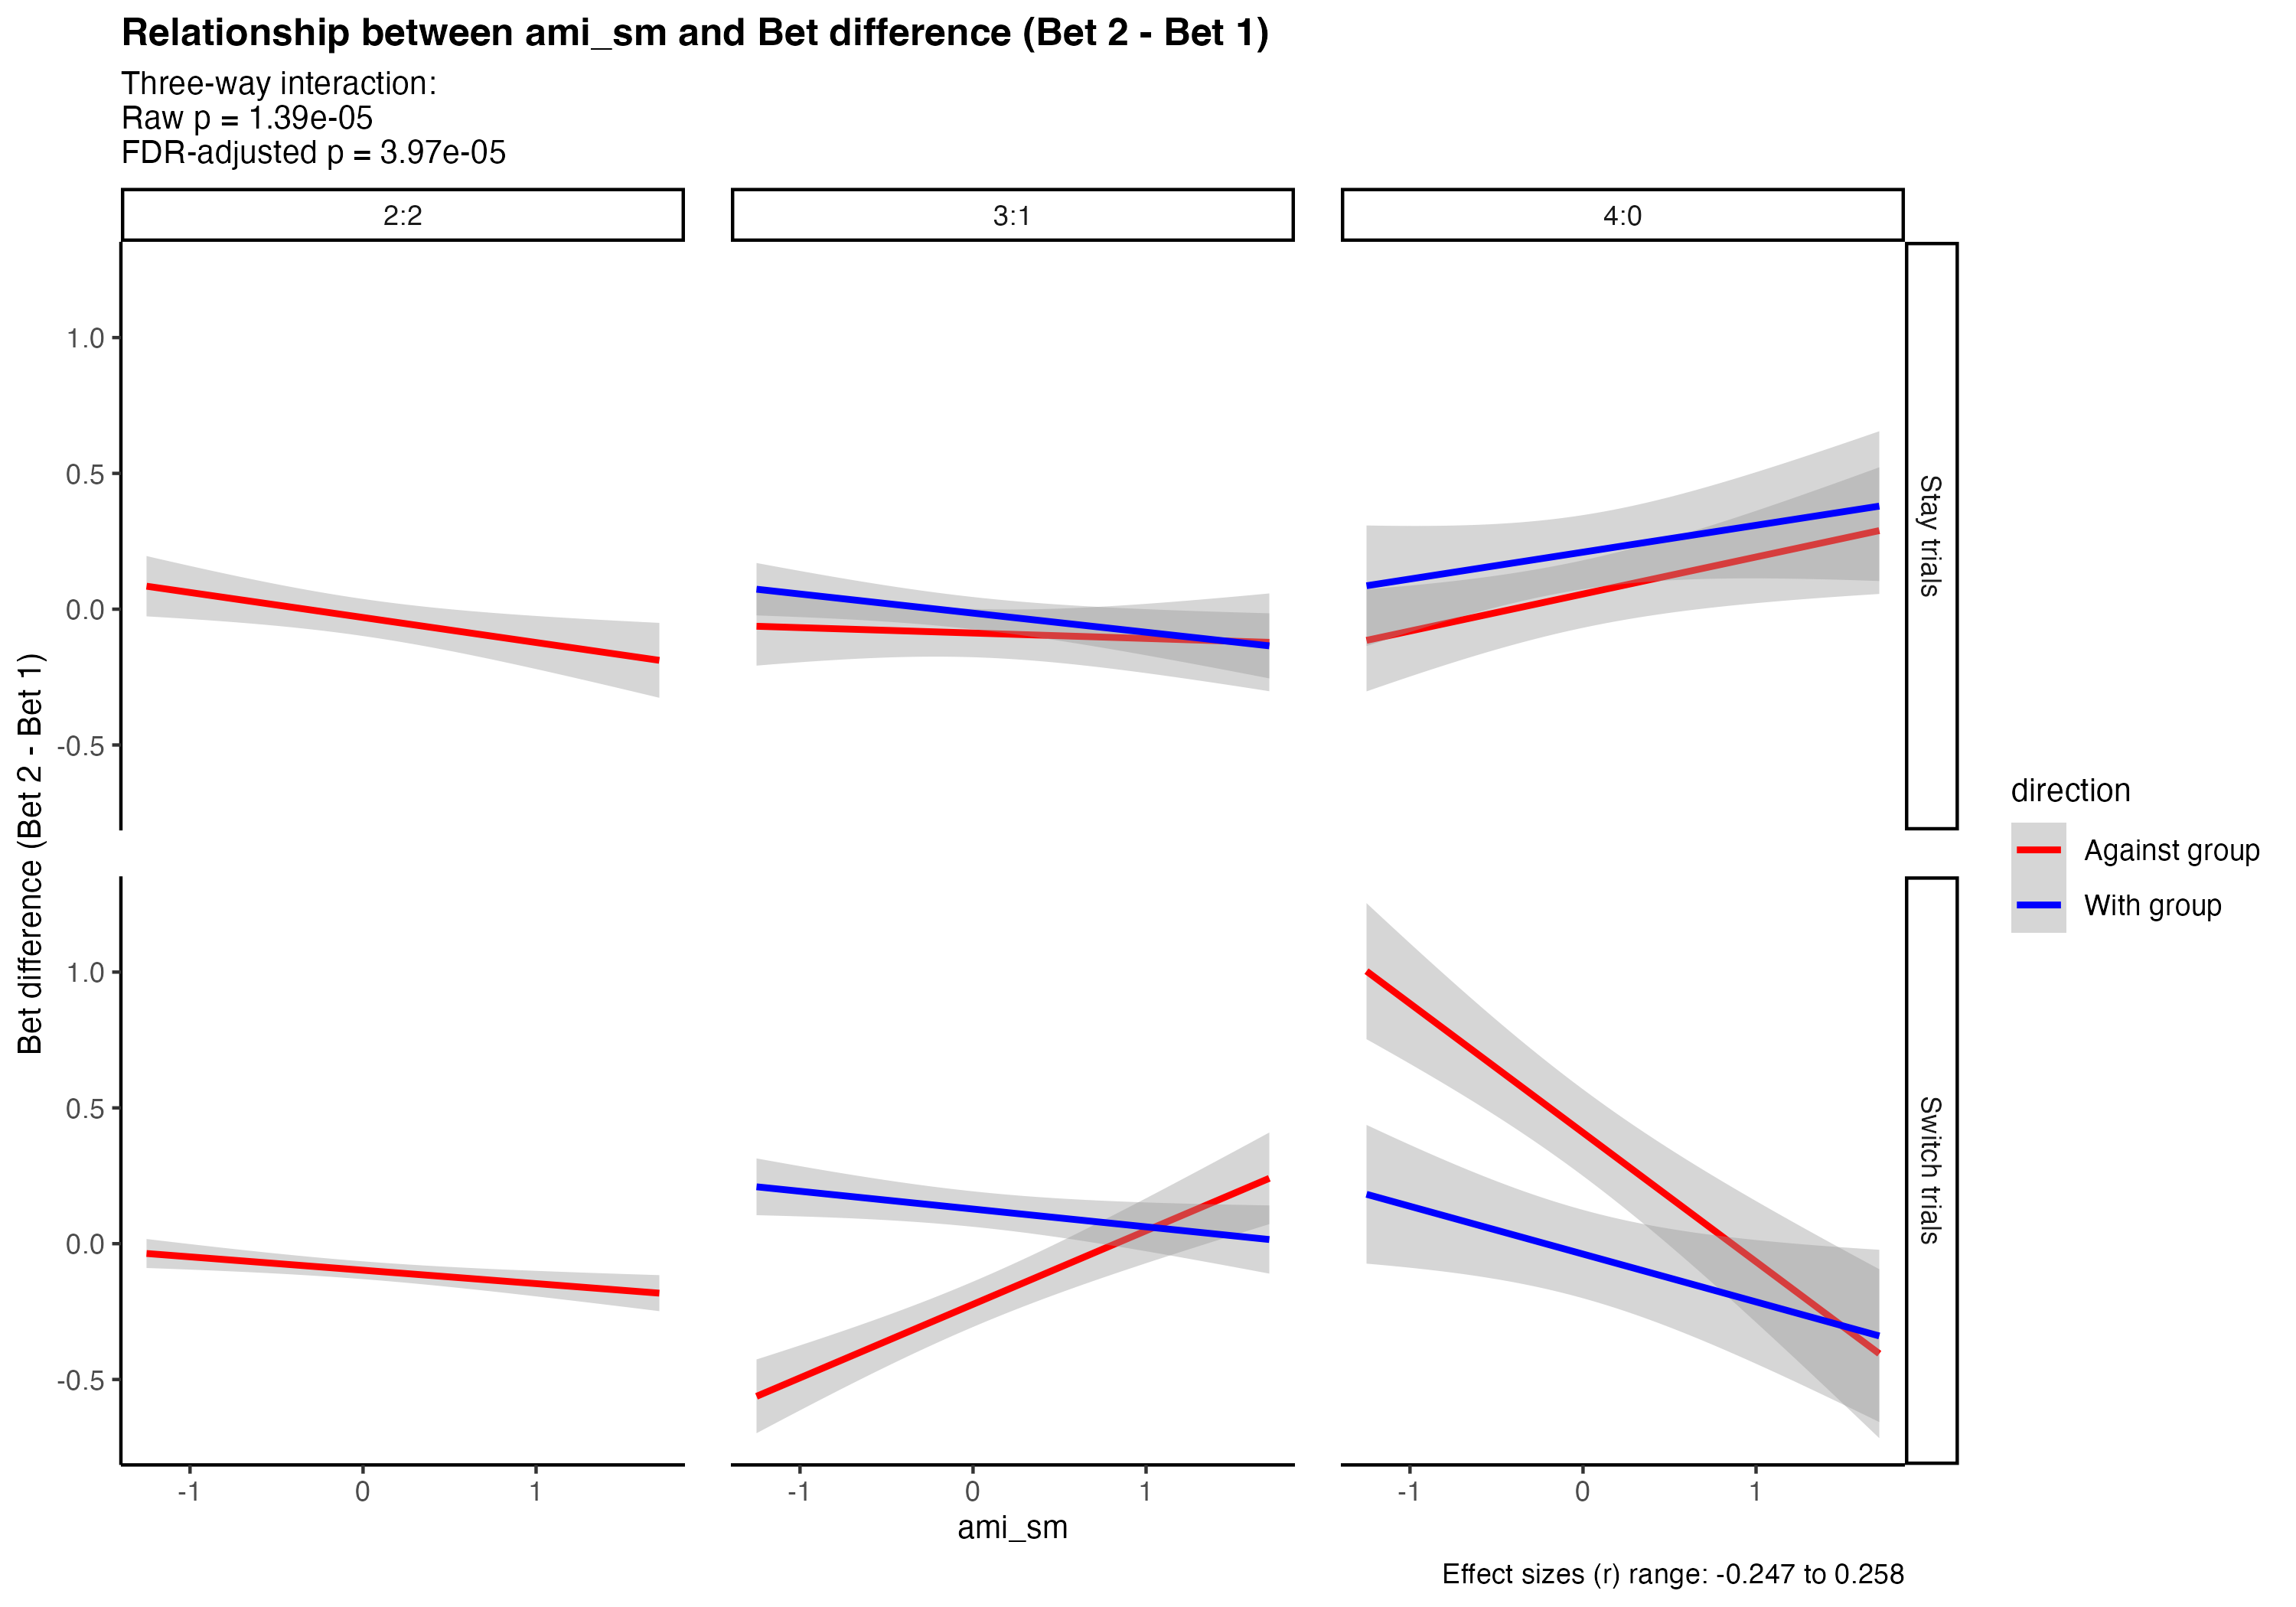 Relationship between ami_sm and Bet difference (Bet 2 - Bet 1)
Three-way interaction:
Raw p = 1.39e-05
FDR-adjusted p = 3.97e-05
2:2
3:1
4:0
Bet difference (Bet 2 - Bet 1)
1.0
0.5
0.0
-0.5
Stay trials
1.0
0.5
0.0
-0.5
Switch trials
direction
Against group
With group
-1
0
1
-1
0
1
-1
0
1
ami_sm
Effect sizes (r) range: -0.247 to 0.258